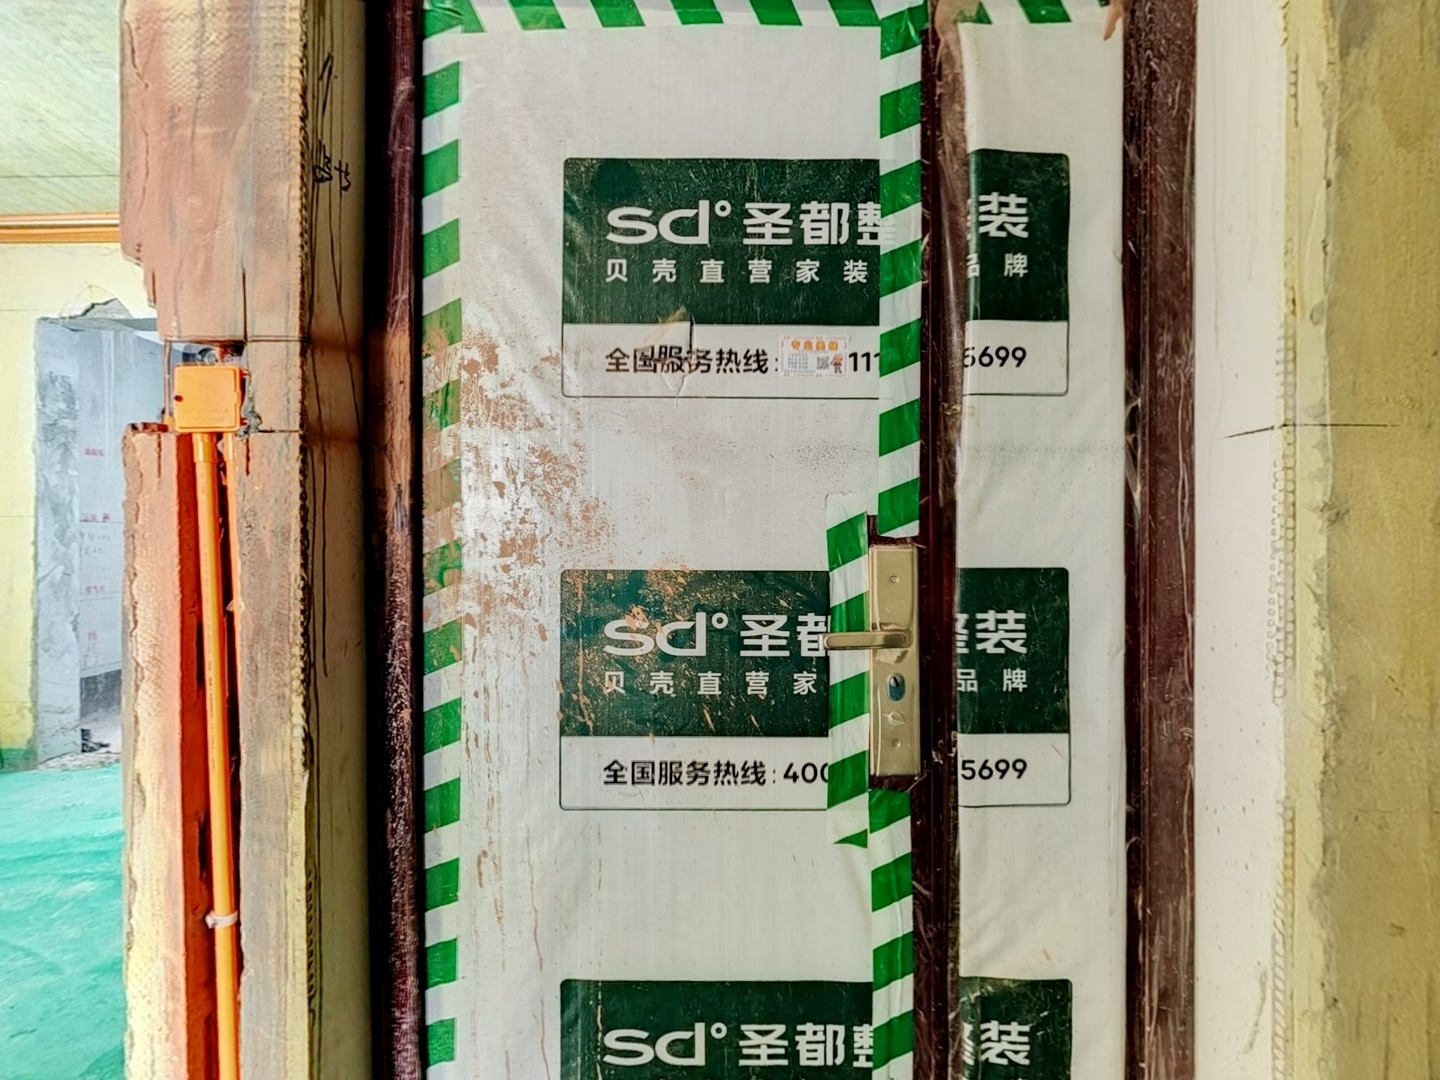 sd°圣都整装
贝壳直营家装 品牌
全国服务热线: 111 5699
sd°圣都整装
贝壳直营家 品牌
全国服务热线: 400 5699
sd°圣都整装